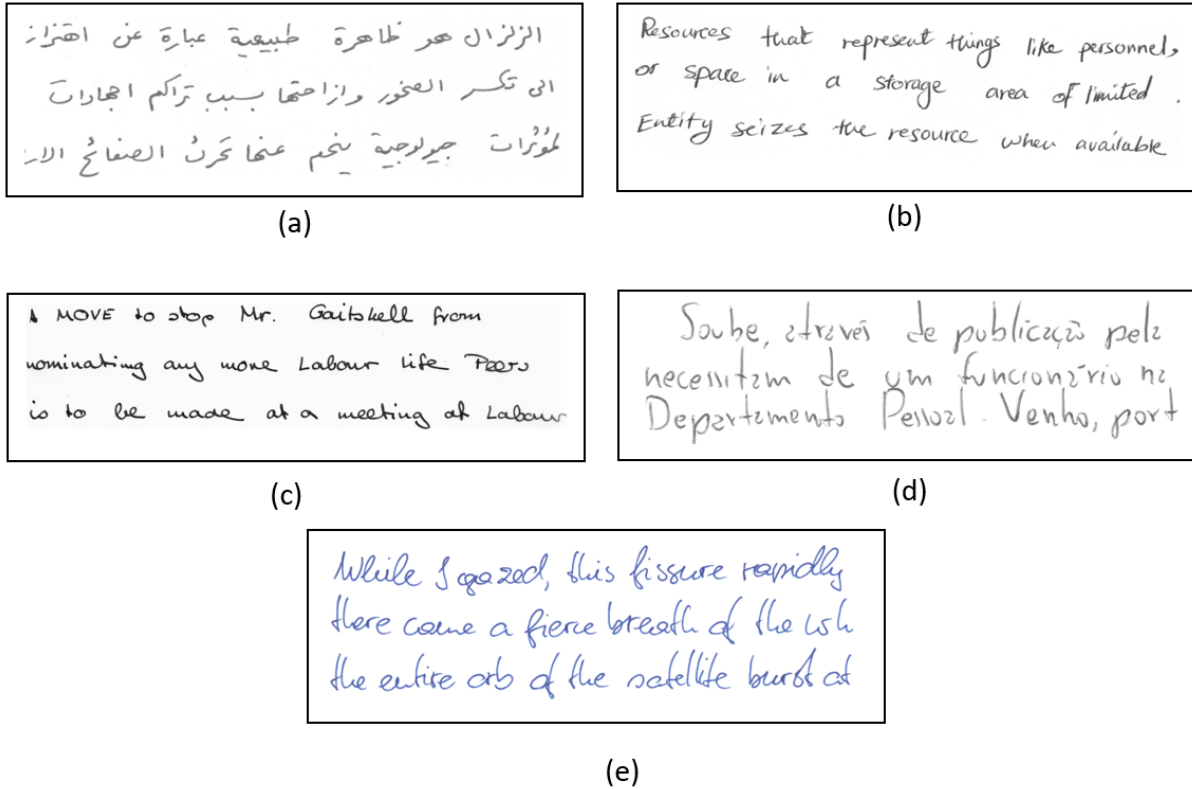 الزلزال هو ظاهرة طبيعية عبارة عن اهتزاز
الى تكسر الصخور وازاحتها بسبب تراكم اجهادات
لمؤثرات جيولوجية ينجم عنها تحرك الصفائح الار
(a)
Resources that represent things like personnel,
or space in a storage area of limited.
Entity seizes the resource when available
(b)
A MOVE to stop Mr. Gaitskell from
nominating any more Labour life Peers
is to be made at a meeting of Labour
(c)
Soube, através de publicação pela
necessitam de um funcionário na
Departamento Pessoal. Venho, port
(d)
While I gazed, this fissure rapidly
there came a fierce breath of the wh
the entire orb of the satellite burst at
(e)